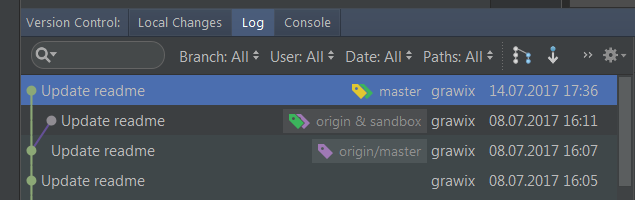 Version Control: Local Changes Log Console
Branch: All User: All Date: All Paths: All
Update readme master grawix 14.07.2017 17:36
Update readme origin & sandbox grawix 08.07.2017 16:11
Update readme origin/master grawix 08.07.2017 16:07
Update readme grawix 08.07.2017 16:05